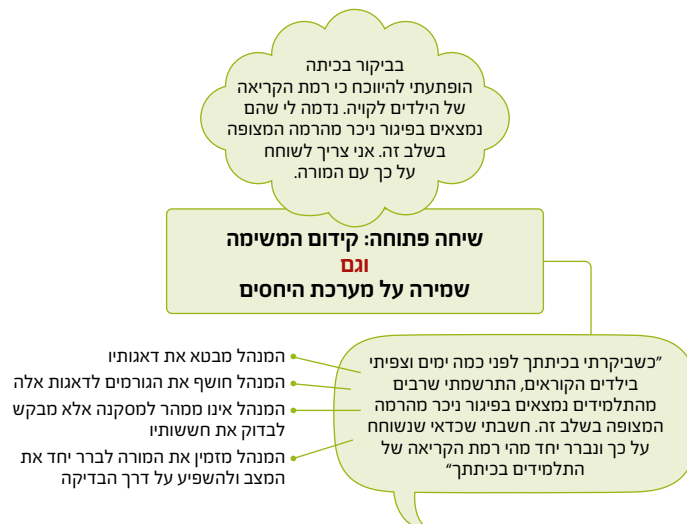 בביקור בכיתה
הופתעתי להיווכח כי רמת הקריאה
של הילדים לקויה. נדמה לי שהם
נמצאים בפיגור ניכר מהרמה המצופה
בשלב זה. אני צריך לשוחח
על כך עם המורה.
שיחה פתוחה: קידום המשימה
וגם
שמירה על מערכת היחסים
"כשביקרתי בכיתתך לפני כמה ימים וצפיתי
בילדים הקוראים, התרשמתי שרבים
מהתלמידים נמצאים בפיגור ניכר מהרמה
המצופה בשלב זה. חשבתי שכדאי שנשוחח
על כך ונברר יחד מהי רמת הקריאה של
התלמידים בכיתתך"
המנהל מבטא את דאגותיו
המנהל חושף את הגורמים לדאגות אלה
המנהל אינו ממהר למסקנה אלא מבקש
לבדוק את חששותיו
המנהל מזמין את המורה לברר יחד את
המצב ולהשפיע על דרך הבדיקה